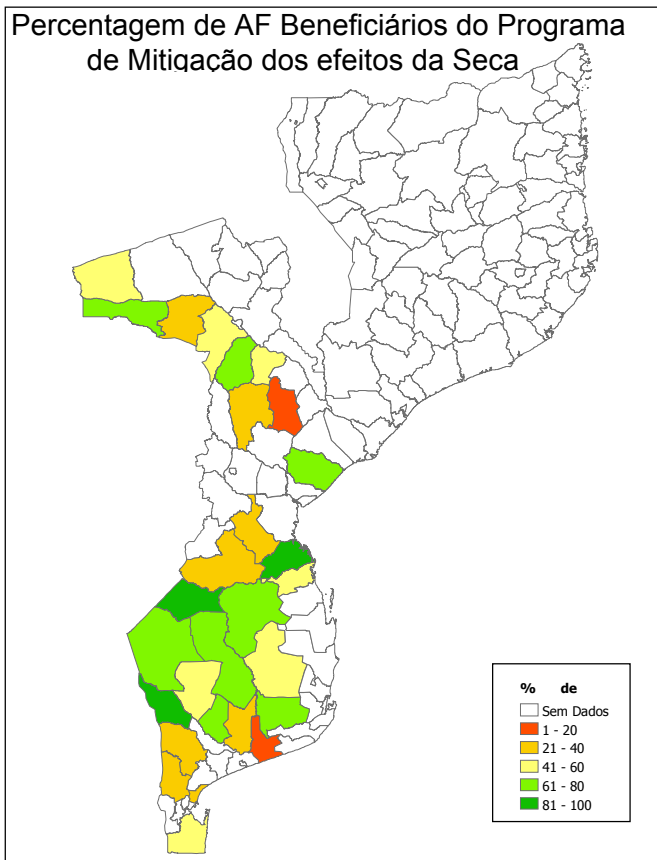 Percentagem de AF Beneficiários do Programa
de Mitigação dos efeitos da Seca
% de
Sem Dados
1 - 20
21 - 40
41 - 60
61 - 80
81 - 100